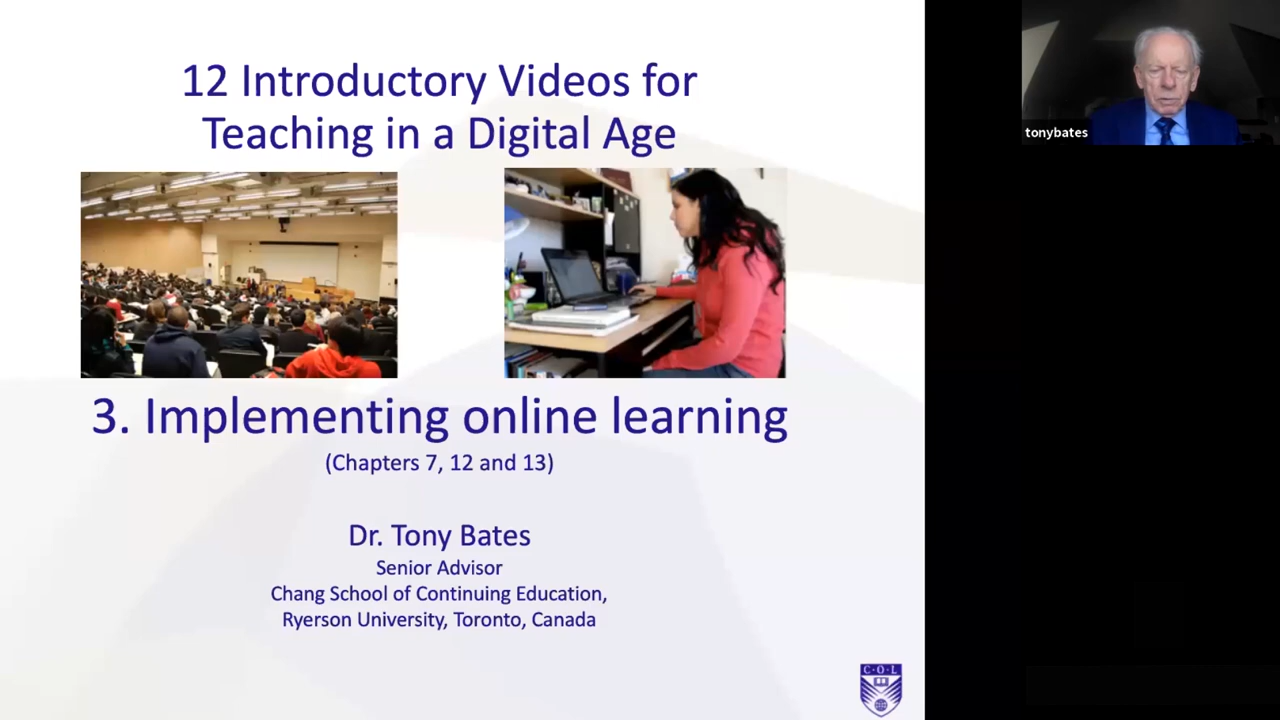 12 Introductory Videos for
Teaching in a Digital Age
3. Implementing online learning
(Chapters 7, 12 and 13)
Dr. Tony Bates
Senior Advisor
Chang School of Continuing Education,
Ryerson University, Toronto, Canada
C·O·L
tonybates